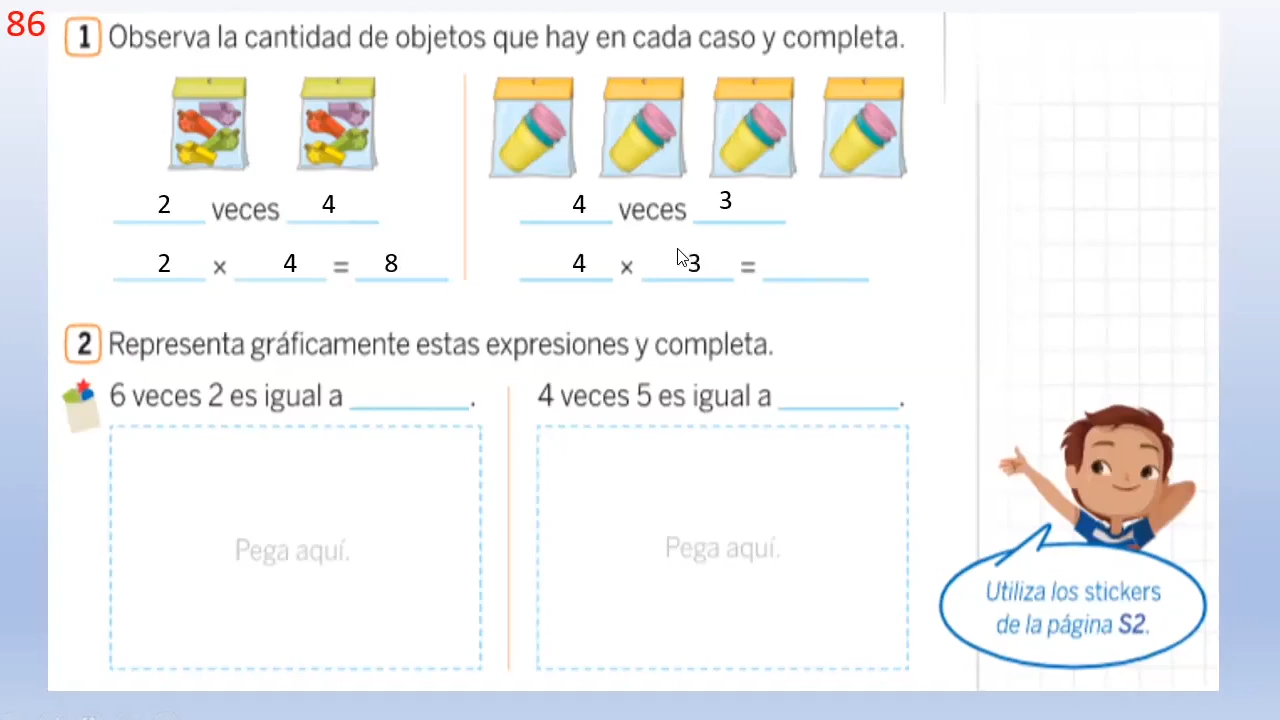 86
1 Observa la cantidad de objetos que hay en cada caso y completa.
2 veces 4
2 × 4 = 8
4 veces 3
4 × 3 =
2 Representa gráficamente estas expresiones y completa.
6 veces 2 es igual a ________.
Pega aquí.
4 veces 5 es igual a ________.
Pega aquí.
Utiliza los stickers
de la página S2.